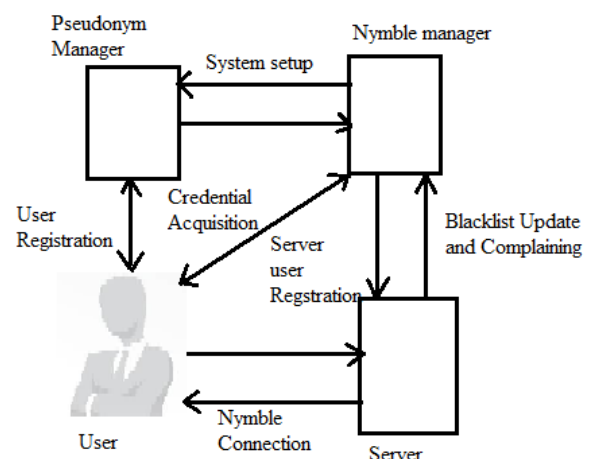 Pseudonym
Manager
Nymble manager
System setup
User
Registration
Credential
Acquisition
Server
user
Regstration
Blacklist Update
and Complaining
Nymble
Connection
User
Server